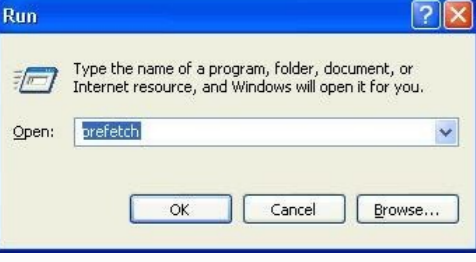 Run
Type the name of a program, folder, document, or
Internet resource, and Windows will open it for you.
Open: prefetch
OK Cancel Browse...